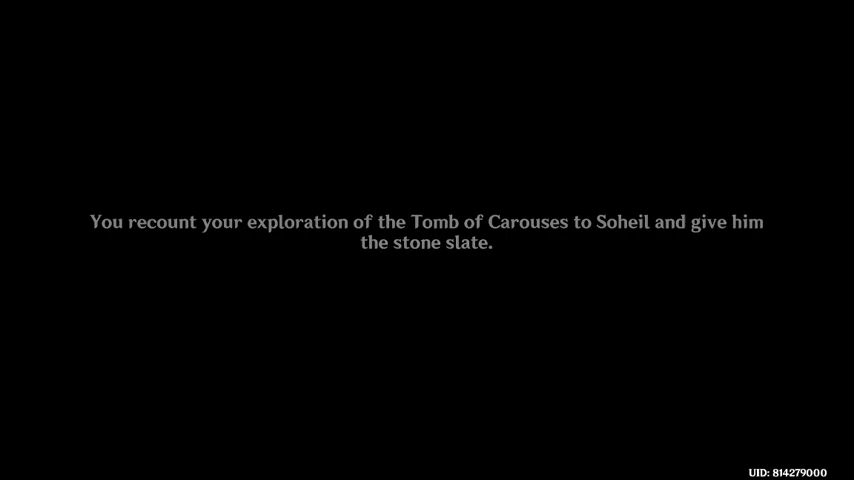 You recount your exploration of the Tomb of Carouses to Soheil and give him
the stone slate.
UID: 814279000